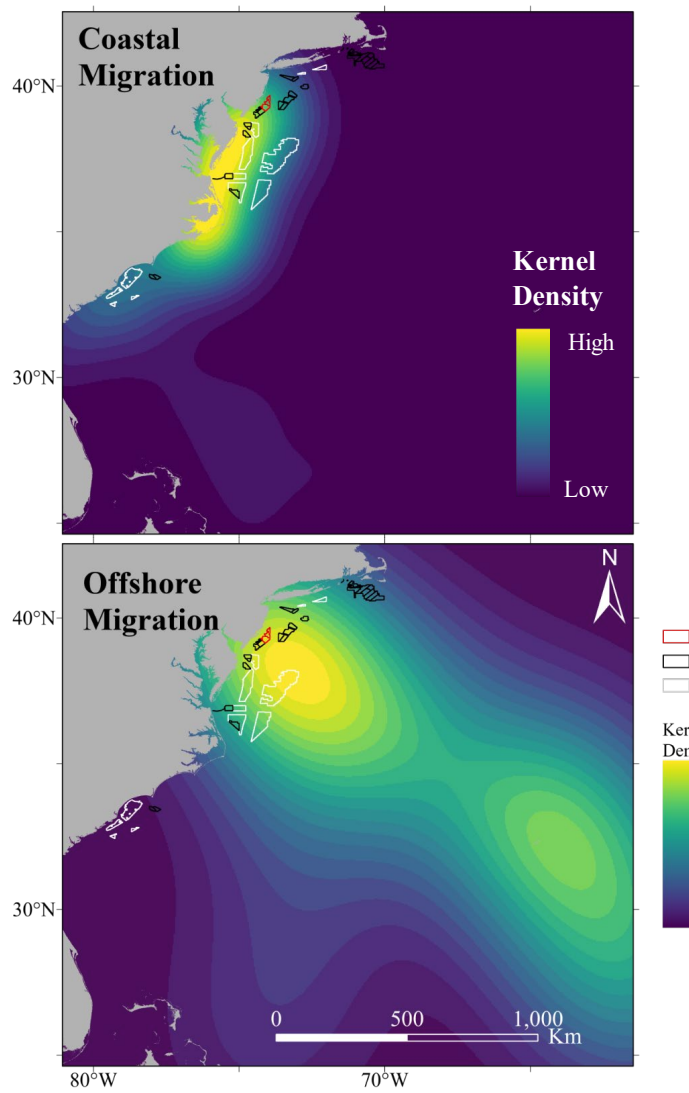 Coastal
Migration
40°N
Kernel
Density
High
30°N
Low
Offshore
Migration
N
40°N
30°N
0 500 1,000
Km
80°W 70°W